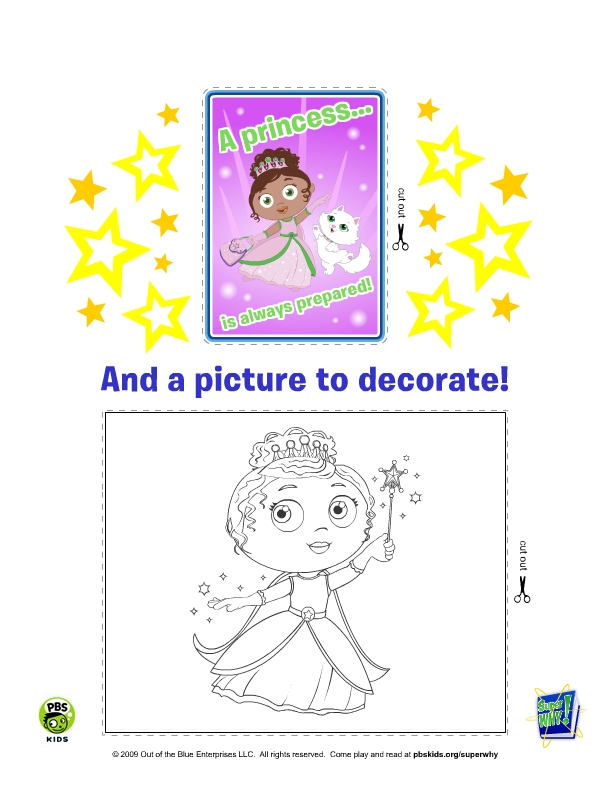 A princess...
cut out
is always prepared!
And a picture to decorate!
cut out
PBS
KIDS
SUPER
WHY!
© 2009 Out of the Blue Enterprises LLC. All rights reserved. Come play and read at pbskids.org/superwhy